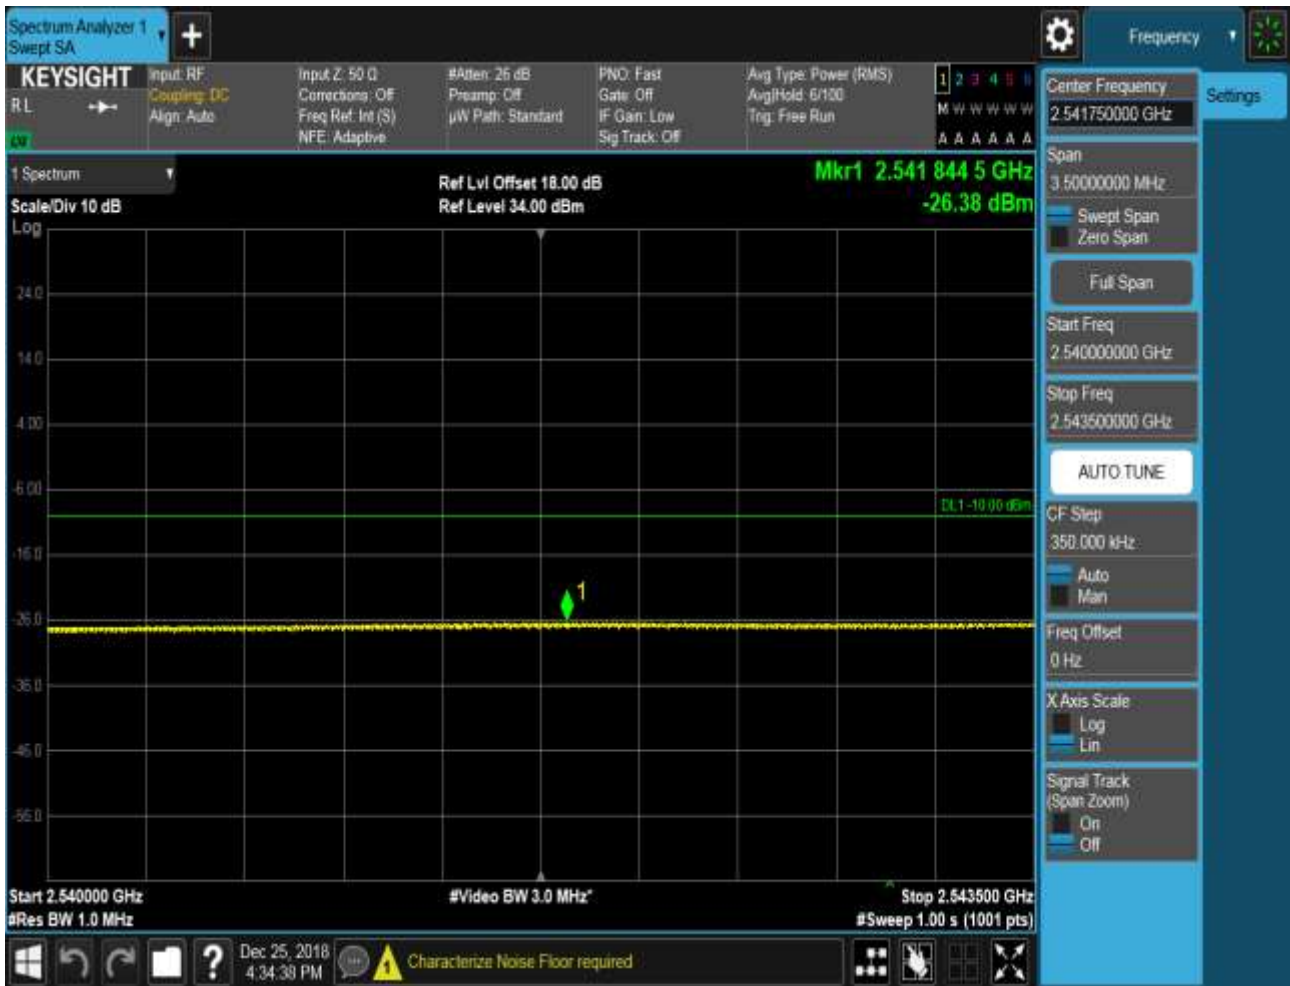 Spectrum Analyzer 1
Swept SA
+
Frequency
KEYSIGHT
R L
Input: RF
Coupling: DC
Align: Auto
Input Z: 50 Ω
Corrections: Off
Freq Ref: Int (S)
NFE: Adaptive
#Atten: 26 dB
Preamp: Off
µW Path: Standard
PNO: Fast
Gate: Off
IF Gain: Low
Sig Track: Off
Avg Type: Power (RMS)
Avg|Hold: 6/100
Trig: Free Run
1 2 3 4 5 6
M W W W W W
A A A A A A
1 Spectrum
Scale/Div 10 dB
Log
Ref Lvl Offset 18.00 dB
Ref Level 34.00 dBm
Mkr1 2.541 844 5 GHz
-26.38 dBm
24.0
14.0
4.00
-6.00
DL1 -10.00 dBm
-16.0
1
-26.0
-36.0
-46.0
-56.0
Start 2.540000 GHz
#Res BW 1.0 MHz
#Video BW 3.0 MHz*
Stop 2.543500 GHz
#Sweep 1.00 s (1001 pts)
Center Frequency
2.541750000 GHz
Settings
Span
3.50000000 MHz
Swept Span
Zero Span
Full Span
Start Freq
2.540000000 GHz
Stop Freq
2.543500000 GHz
AUTO TUNE
CF Step
350.000 kHz
Auto
Man
Freq Offset
0 Hz
X Axis Scale
Log
Lin
Signal Track
(Span Zoom)
On
Off
?
Dec 25, 2018
4:34:38 PM
1
Characterize Noise Floor required